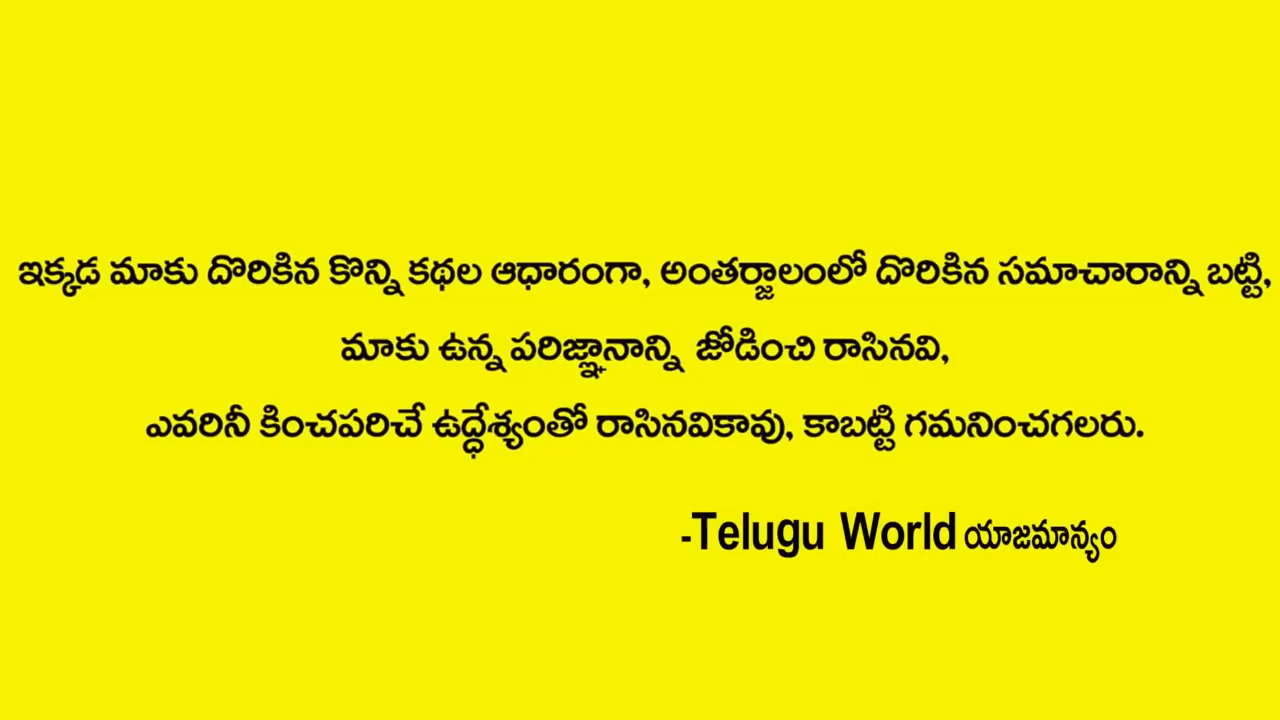 ఇక్కడ మాకు దొరికిన కొన్ని కథల ఆధారంగా, అంతర్జాలంలో దొరికిన సమాచారాన్ని బట్టి,
మాకు ఉన్న పరిజ్ఞానాన్ని జోడించి రాసినవి,
ఎవరినీ కించపరిచే ఉద్ధేశ్యంతో రాసినవికావు, కాబట్టి గమనించగలరు.
-Telugu World యాజమాన్యం